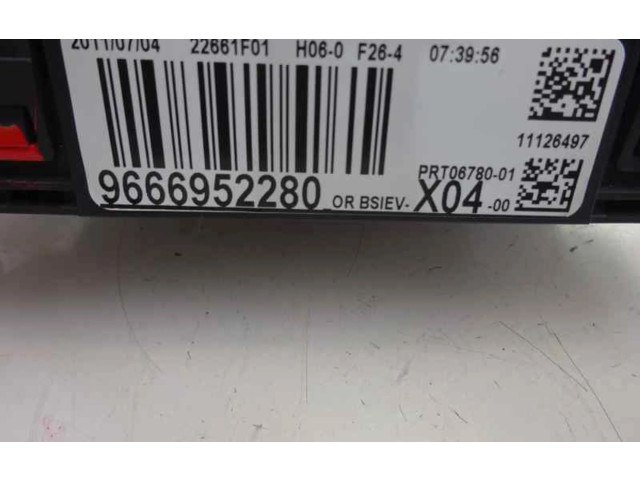 2011/07/04 22661F01 H06-0 F26-4 07:39:56
11126497
PRT06780-01
9666952280 OR BSIEV- X04 -00